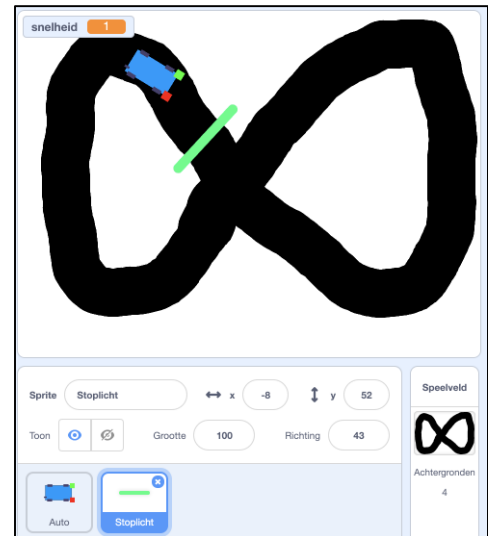 snelheid 1
Sprite Stoplicht x -8 y 52
Toon Grootte 100 Richting 43
Speelveld
Achtergronden
4
Auto
Stoplicht